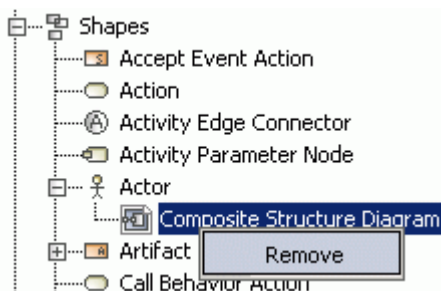 Shapes
Accept Event Action
Action
Activity Edge Connector
Activity Parameter Node
Actor
Composite Structure Diagram
Artifact
Remove
Call Behavior Action